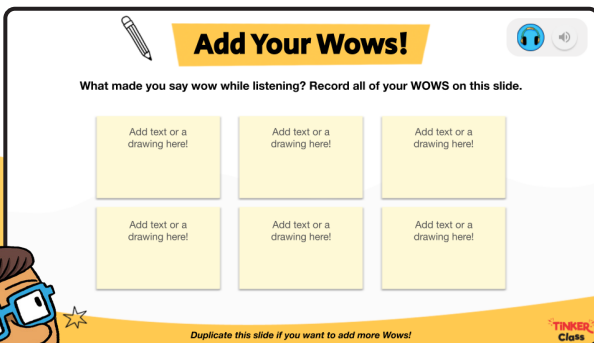 Add Your Wows!
What made you say wow while listening? Record all of your WOWS on this slide.
Add text or a
drawing here!
Add text or a
drawing here!
Add text or a
drawing here!
Add text or a
drawing here!
Add text or a
drawing here!
Add text or a
drawing here!
Duplicate this slide if you want to add more Wows!
TINKER
Class